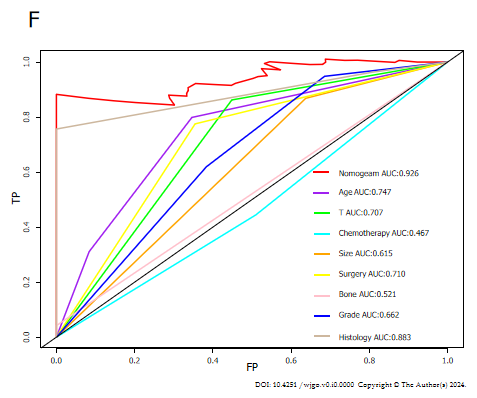 F
TP
1.0
0.8
0.6
0.4
0.2
0.0
Nomogeam AUC:0.926
Age AUC:0.747
T AUC:0.707
Chemotherapy AUC:0.467
Size AUC:0.615
Surgery AUC:0.710
Bone AUC:0.521
Grade AUC:0.662
Histology AUC:0.883
0.0 0.2 0.4 0.6 0.8 1.0
FP
DOI: 10.4251 / wjgo.v0.i0.0000 Copyright © The Author(s) 2024.